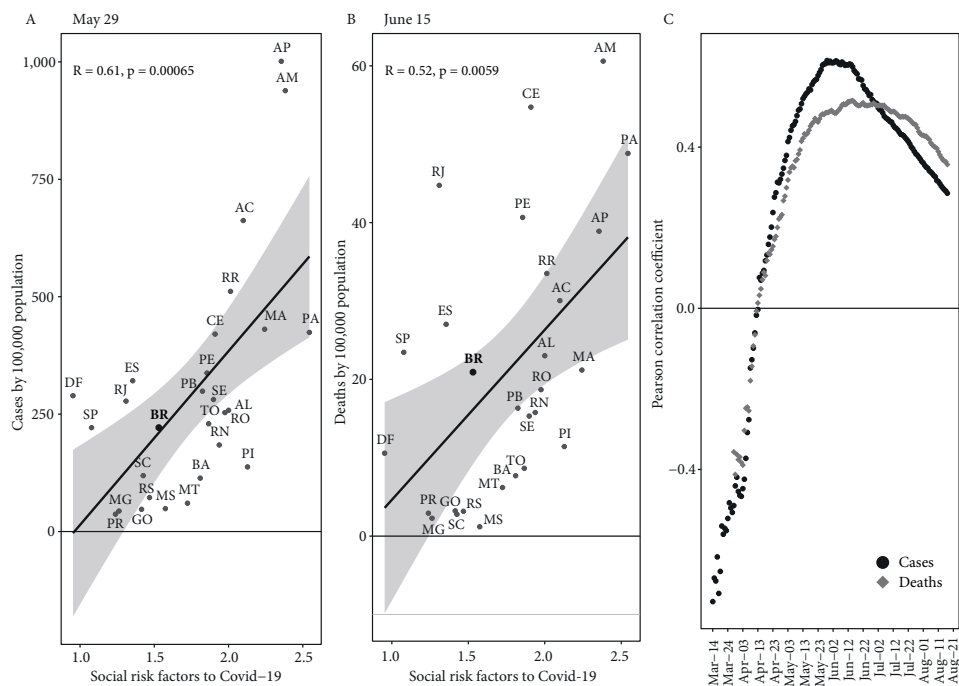 A May 29
R = 0.61, p = 0.00065
Cases by 100,000 population
1,000
750
500
250
0
AP
AM
AC
RR
CE
MA
PA
PE
ES
DF
RJ
PB
SE
SP
BR
TO
AL
RO
RN
PI
SC
BA
RS
MS
MT
MG
PR
GO
1.0 1.5 2.0 2.5
Social risk factors to Covid−19
B June 15
R = 0.52, p = 0.0059
Deaths by 100,000 population
60
40
20
0
AM
CE
PA
RJ
PE
AP
RR
AC
ES
SP
BR
AL
MA
RO
DF
PB
RN
SE
PI
TO
BA
MT
PR
GO
RS
MG
SC
MS
1.0 1.5 2.0 2.5
Social risk factors to Covid-19
C
Pearson correlation coefficient
0.4
0.0
−0.4
Cases
Deaths
Mar−14
Mar−24
Apr−03
Apr−13
Apr−23
May−03
May−13
May−23
Jun−02
Jun−12
Jun−22
Jul−02
Jul−12
Jul−22
Aug−01
Aug−11
Aug−21